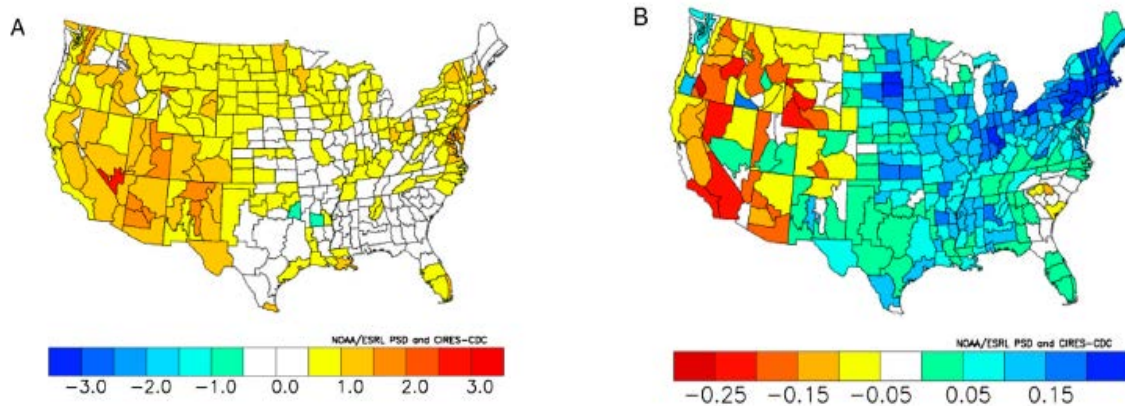 A
B
NOAA/ESRL PSD and CIRES-CDC
−3.0 −2.0 −1.0 0.0 1.0 2.0 3.0
NOAA/ESRL PSD and CIRES-CDC
−0.25 −0.15 −0.05 0.05 0.15